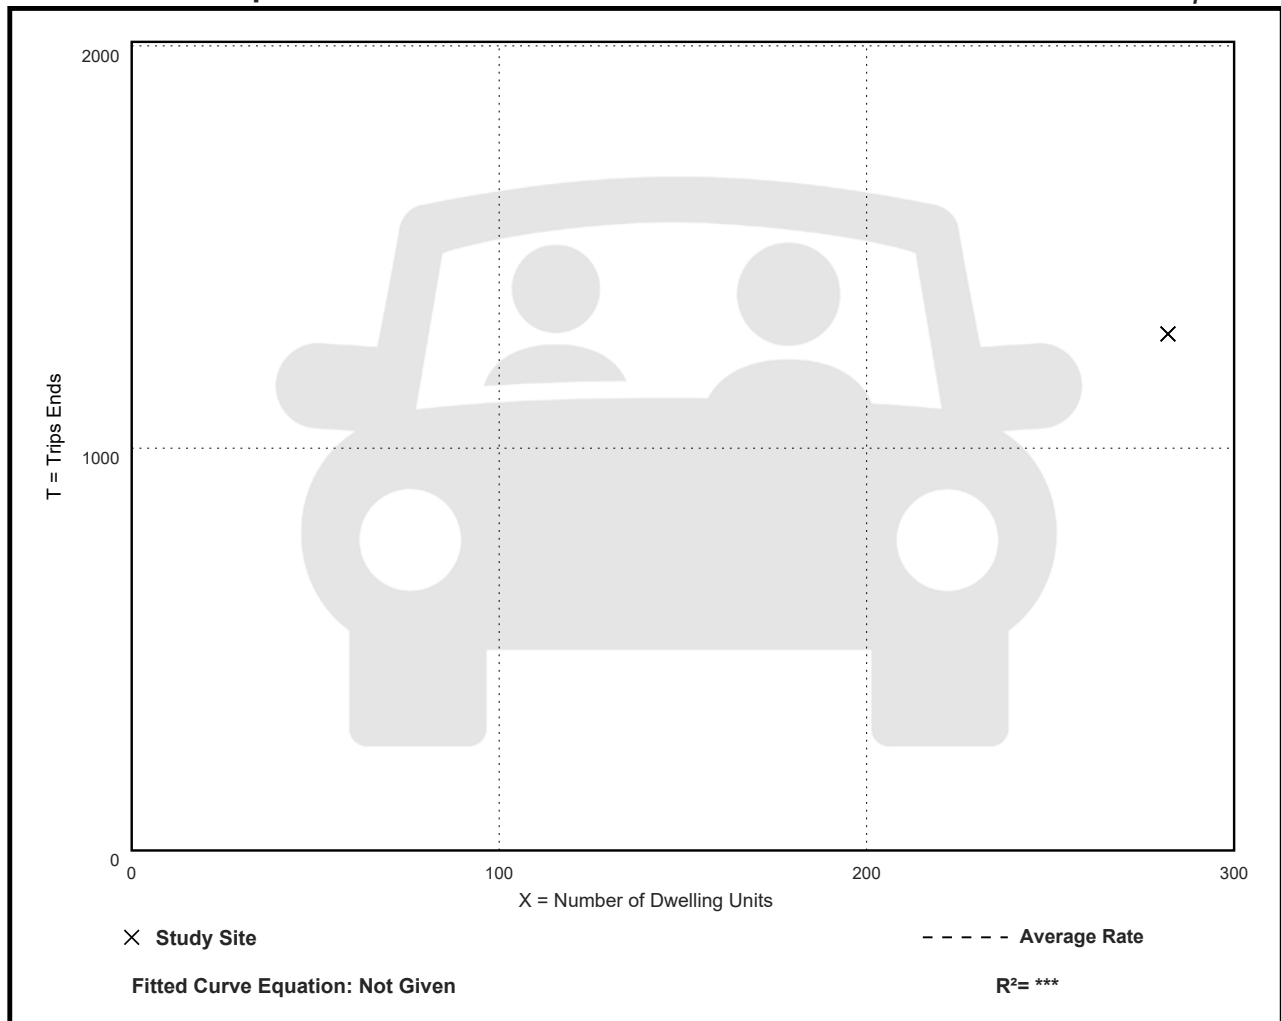 2000
1000
0
T = Trips Ends
0 100 200 300
X = Number of Dwelling Units
Study Site
Average Rate
Fitted Curve Equation: Not Given
R²= ***